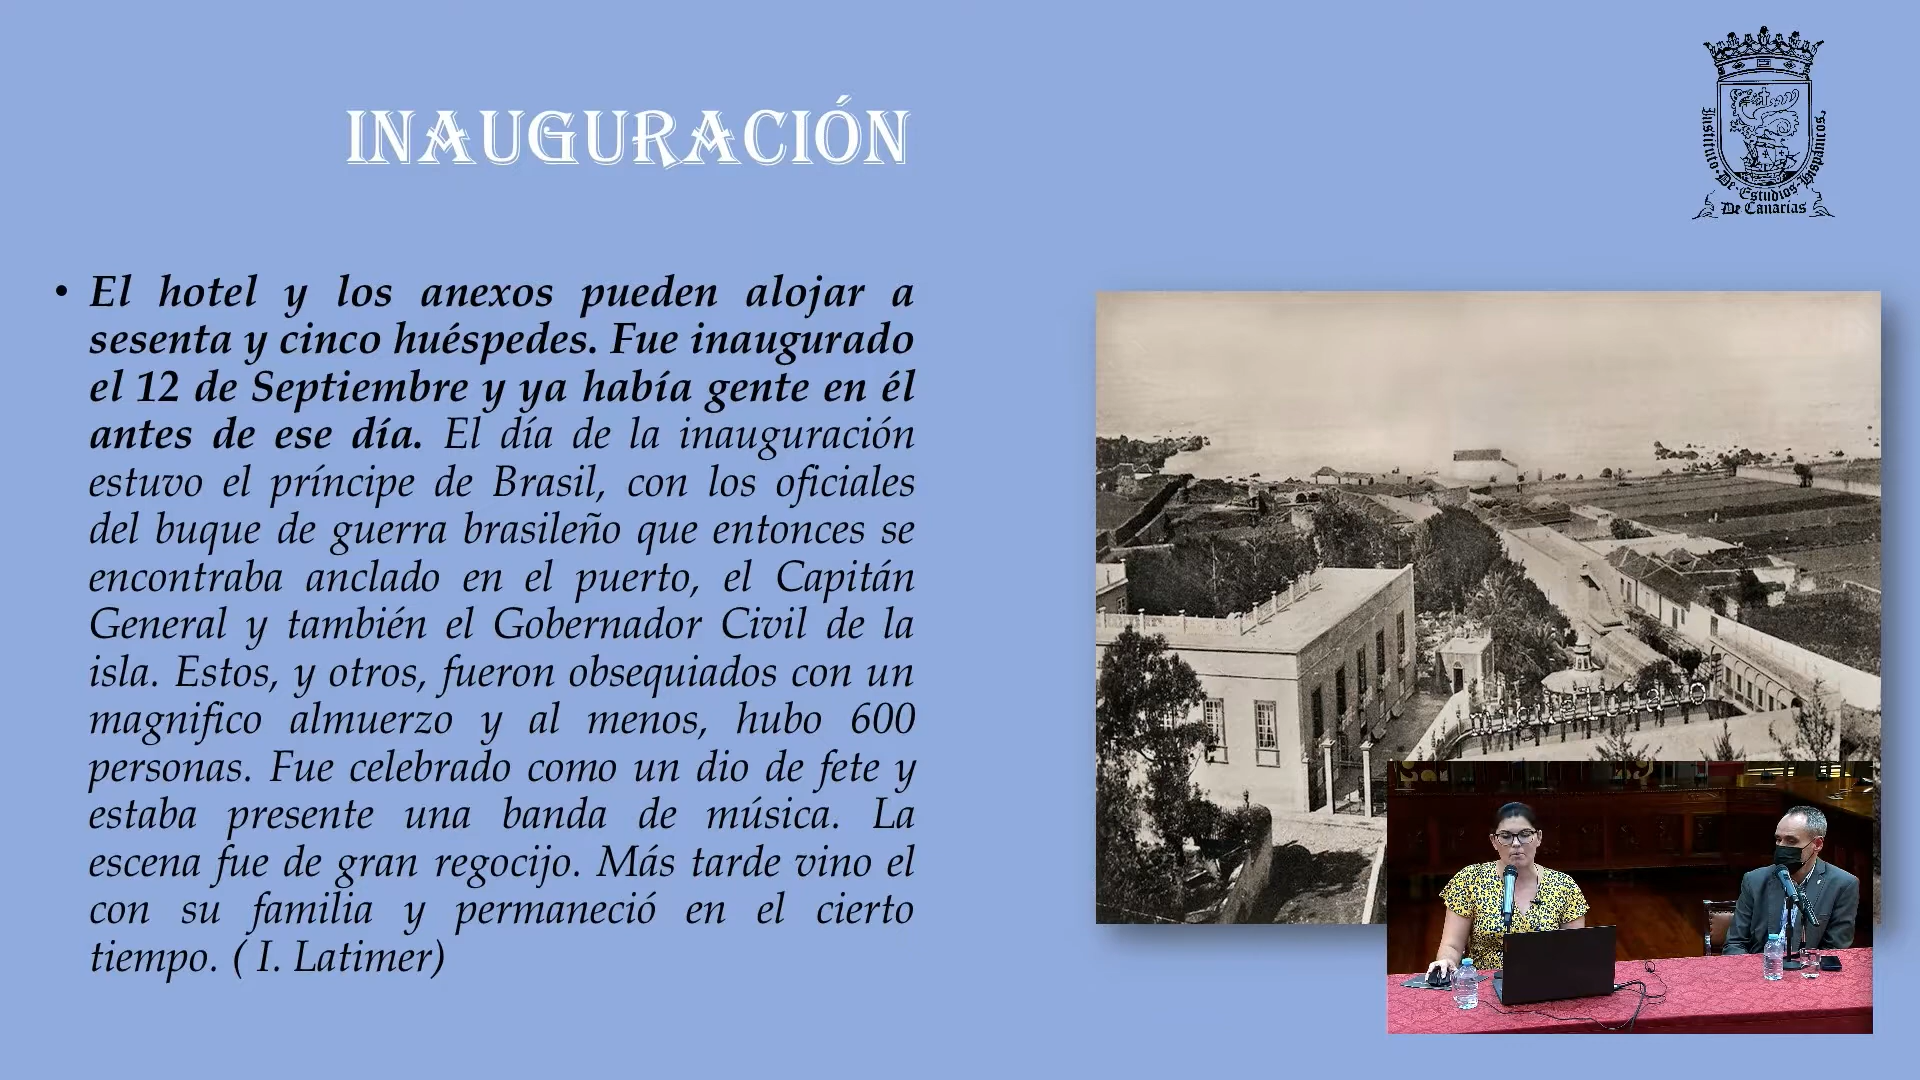 INAUGURACIÓN
Instituto • De • Estudios • Hispánicos
De Canarias
• El hotel y los anexos pueden alojar a
sesenta y cinco huéspedes. Fue inaugurado
el 12 de Septiembre y ya había gente en él
antes de ese día. El día de la inauguración
estuvo el príncipe de Brasil, con los oficiales
del buque de guerra brasileño que entonces se
encontraba anclado en el puerto, el Capitán
General y también el Gobernador Civil de la
isla. Estos, y otros, fueron obsequiados con un
magnifico almuerzo y al menos, hubo 600
personas. Fue celebrado como un dio de fete y
estaba presente una banda de música. La
escena fue de gran regocijo. Más tarde vino el
con su familia y permaneció en el cierto
tiempo. ( I. Latimer)